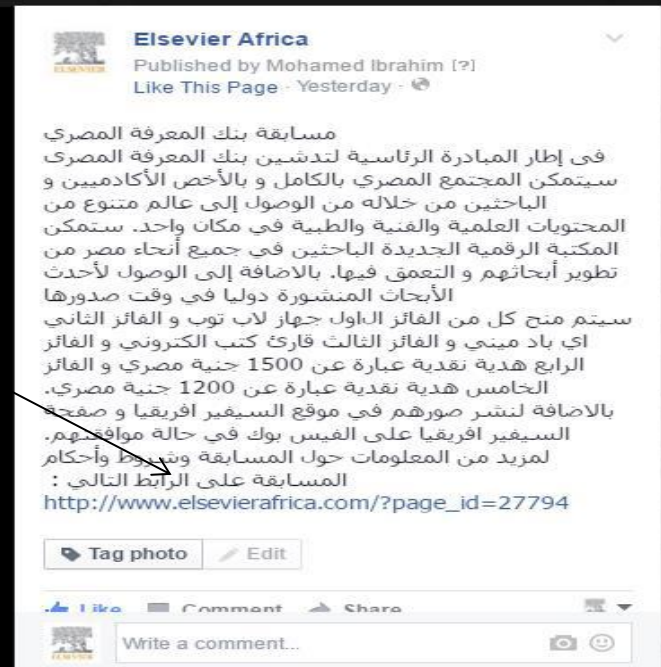 Elsevier Africa
Published by Mohamed Ibrahim [?]
Like This Page · Yesterday ·
مسابقة بنك المعرفة المصري
فى إطار المبادرة الرئاسية لتدشين بنك المعرفة المصرى
سيتمكن المجتمع المصري بالكامل و بالأخص الأكادميين و
الباحثين من خلاله من الوصول إلى عالم متنوع من
المحتويات العلمية والفنية والطبية في مكان واحد. ستمكن
المكتبة الرقمية الجديدة الباحثين في جميع أنحاء مصر من
تطوير أبحاثهم و التعمق فيها. بالاضافة إلى الوصول لأحدث
الأبحاث المنشورة دوليا في وقت صدورها
سيتم منح كل من الفائز الاول جهاز لاب توب و الفائز الثاني
اي باد ميني و الفائز الثالث قارئ كتب الكتروني و الفائز
الرابع هدية نقدية عبارة عن 1500 جنية مصري و الفائز
الخامس هدية نقدية عبارة عن 1200 جنية مصري.
بالاضافة لنشر صورهم في موقع السيفير افريقيا و صفحة
السيفير افريقيا على الفيس بوك في حالة موافقتهم.
لمزيد من المعلومات حول المسابقة وشروط وأحكام
المسابقة على الرابط التالي :
http://www.elsevierafrica.com/?page_id=27794
Tag photo Edit
Like Comment Share
Write a comment...